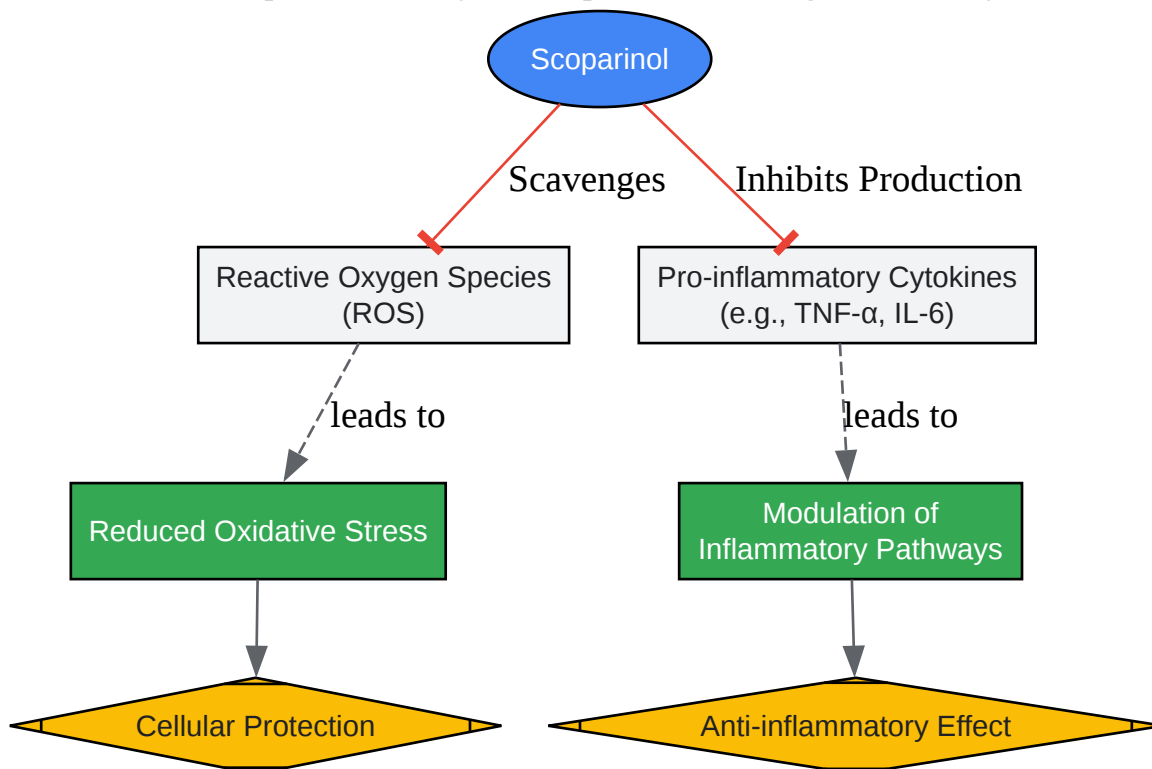 Scoparinol
Scavenges
Inhibits Production
Reactive Oxygen Species
(ROS)
Pro-inflammatory Cytokines
(e.g., TNF-α, IL-6)
leads to
leads to
Reduced Oxidative Stress
Modulation of
Inflammatory Pathways
Cellular Protection
Anti-inflammatory Effect